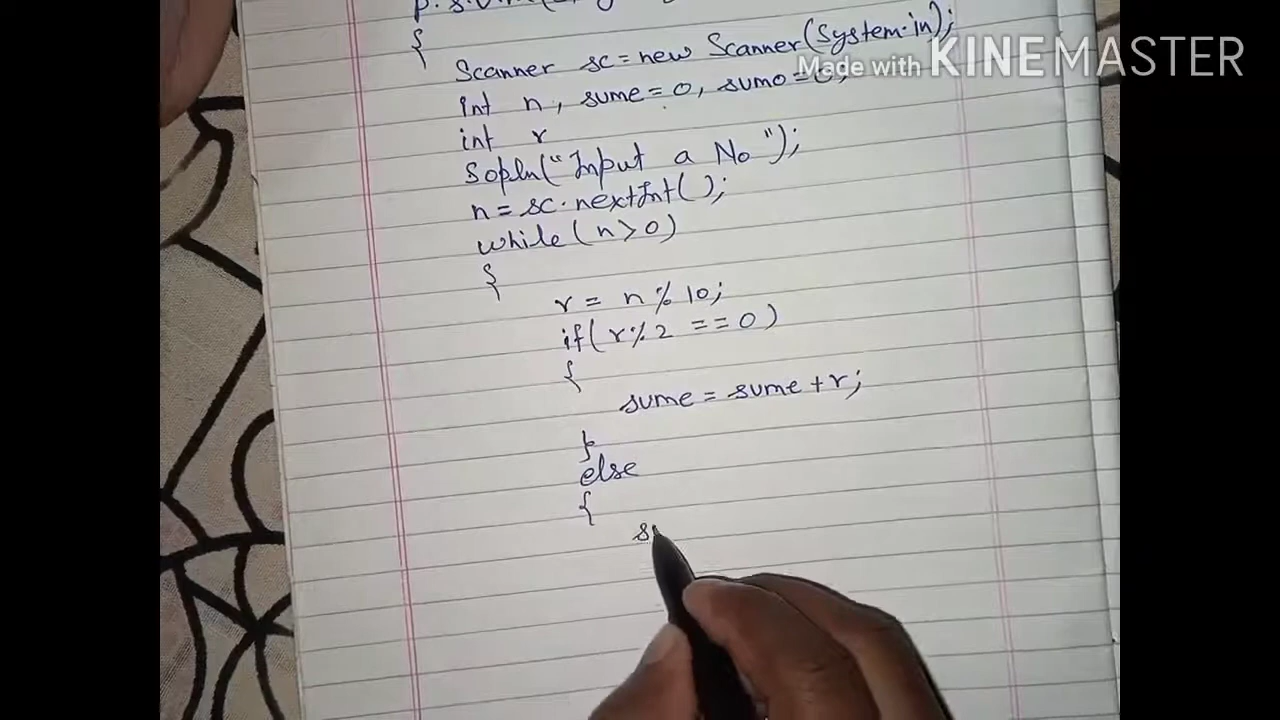 {
Scanner sc = new Scanner(System.in);
Made with KINEMASTER
int n, sume = 0, sumo = 0;
int r
Sopln("Input a No");
n = sc.nextInt();
while (n > 0)
{
r = n % 10;
if( r % 2 == 0 )
{
sume = sume + r;
}
else
{
s